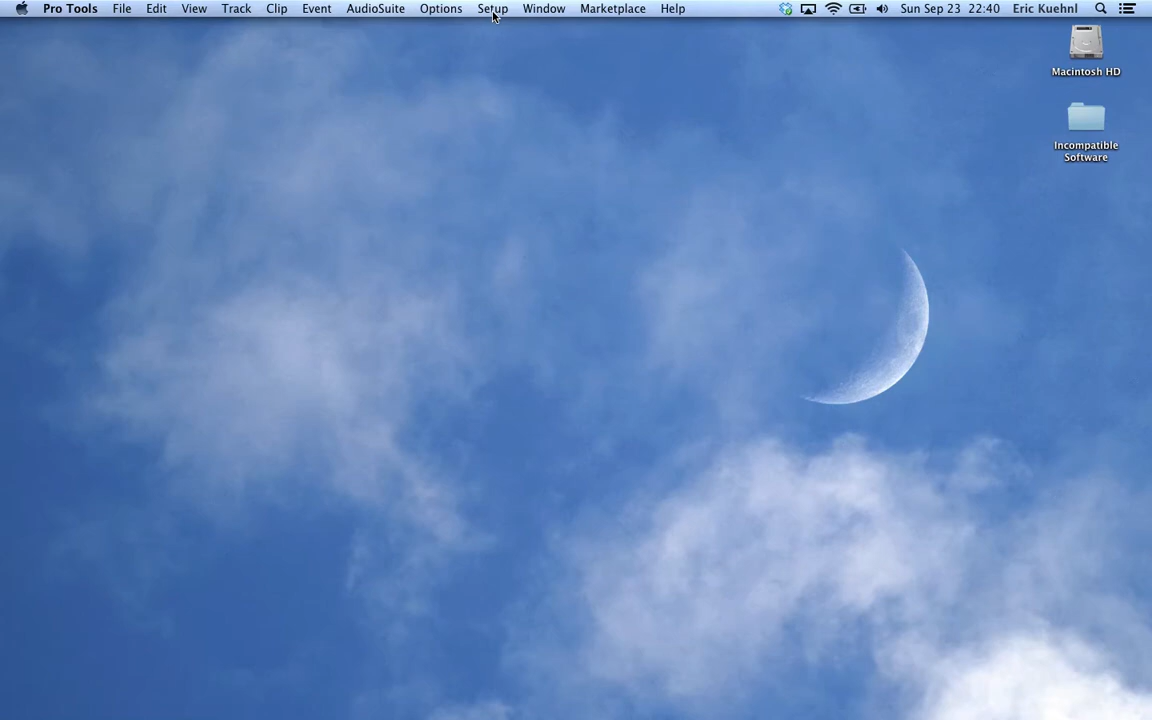 Pro Tools File Edit View Track Clip Event AudioSuite Options Setup Window Marketplace Help Sun Sep 23 22:40 Eric Kuehnl
Macintosh HD
Incompatible
Software